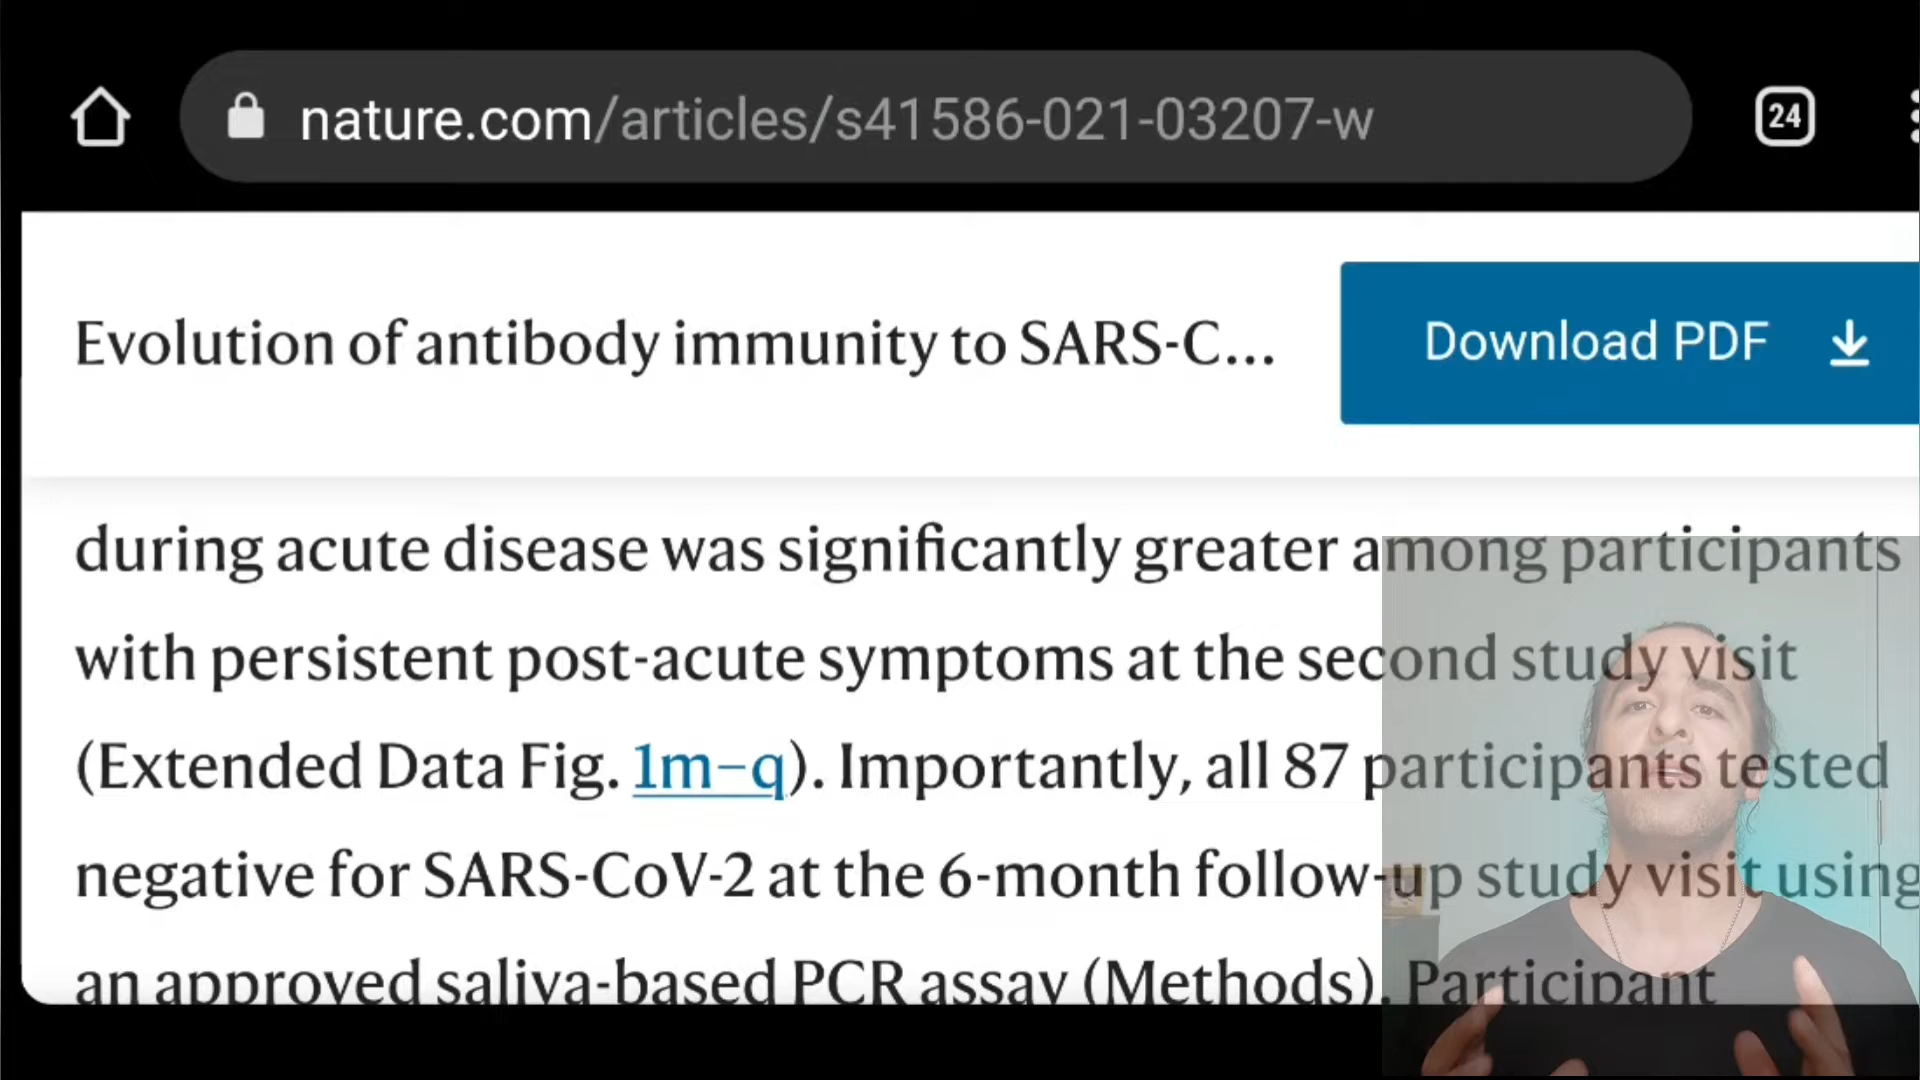 nature.com/articles/s41586-021-03207-w
24
Evolution of antibody immunity to SARS-C...
Download PDF
during acute disease was significantly greater among participants
with persistent post-acute symptoms at the second study visit
(Extended Data Fig. 1m–q). Importantly, all 87 participants tested
negative for SARS-CoV-2 at the 6-month follow-up study visit using
an approved saliva-based PCR assay (Methods). Participant